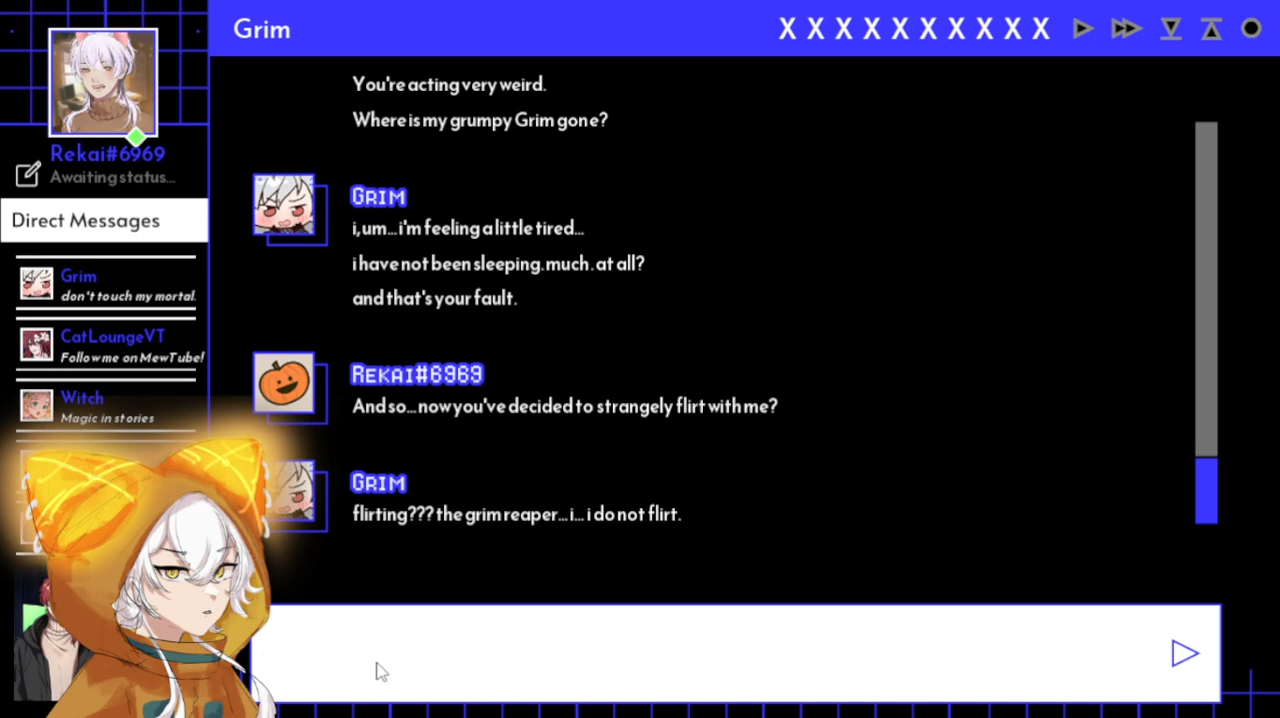 Grim
X X X X X X X X X X
Rekai#6969
Awaiting status...
Direct Messages
Grim
don't touch my mortal.
CatLoungeVT
Follow me on MewTube!
Witch
Magic in stories
You're acting very weird.
Where is my grumpy Grim gone?
GRIM
i, um... i'm feeling a little tired...
i have not been sleeping. much. at all?
and that's your fault.
REKAI#6969
And so... now you've decided to strangely flirt with me?
GRIM
flirting??? the grim reaper... i... i do not flirt.